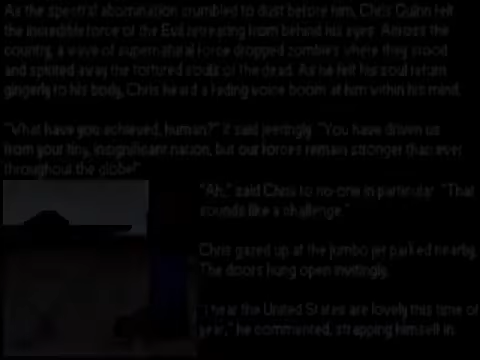 As the spectral abomination crumbled to dust before him, Chris Quinn felt
the incredible force of the Evil retreating from behind his eyes. Across the
country, a wave of supernatural force dropped zombies where they stood
and spirited away the tortured souls of the dead. As he felt his soul return
gingerly to his body, Chris heard a fading voice boom at him within his mind.
"What have you achieved, human?" it said jeeringly. "You have driven us
from your tiny, insignificant nation, but our forces remain stronger than ever
throughout the globe!"
"Ah," said Chris to no-one in particular. "That
sounds like a challenge."
Chris gazed up at the jumbo jet parked nearby.
The doors hung open invitingly.
"I hear the United States are lovely this time of
year," he commented, strapping himself in.